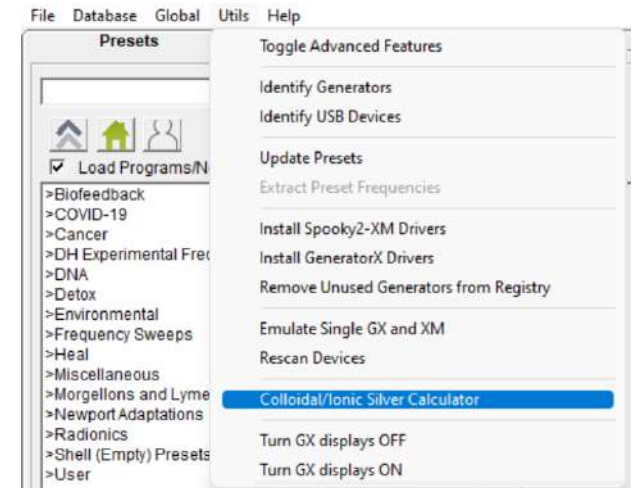 File Database Global Utils Help
Presets
Toggle Advanced Features
Identify Generators
Identify USB Devices
Update Presets
Extract Preset Frequencies
Install Spooky2-XM Drivers
Install GeneratorX Drivers
Remove Unused Generators from Registry
Emulate Single GX and XM
Rescan Devices
Colloidal/Ionic Silver Calculator
Turn GX displays OFF
Turn GX displays ON
Load Programs/N
>Biofeedback
>COVID-19
>Cancer
>DH Experimental Fre
>DNA
>Detox
>Environmental
>Frequency Sweeps
>Heal
>Miscellaneous
>Morgellons and Lyme
>Newport Adaptations
>Radionics
>Shell (Empty) Presets
>User